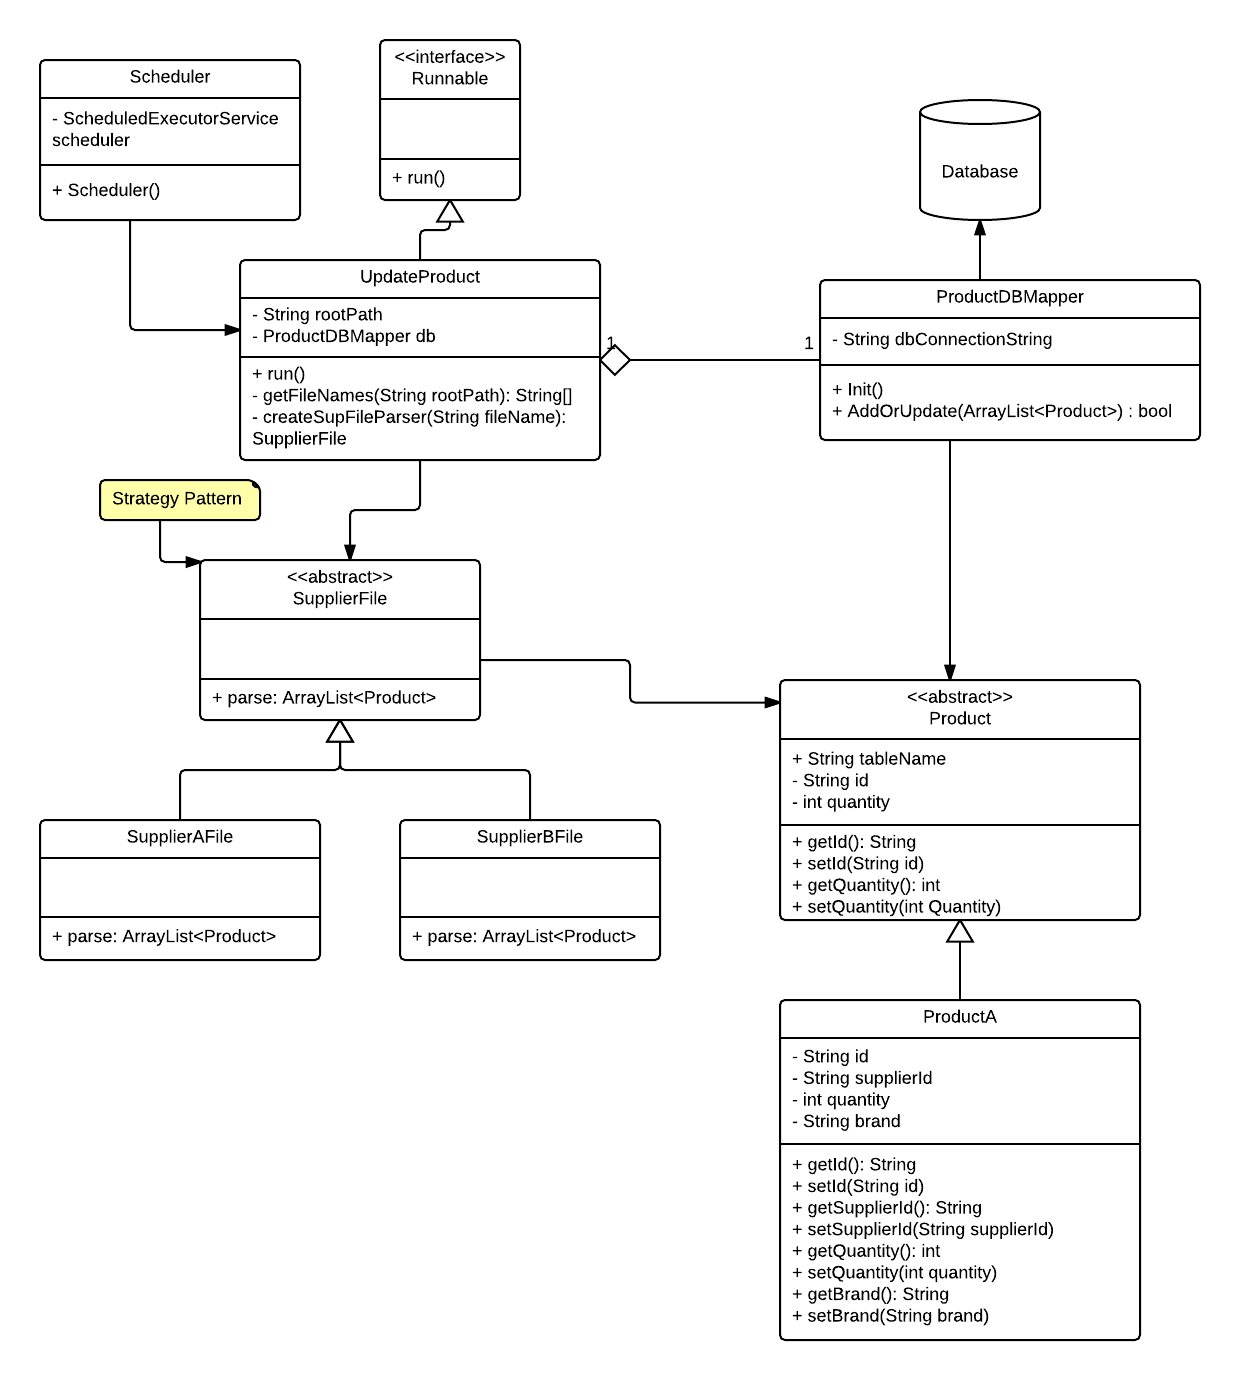 <<interface>>
Runnable
+ run()
Scheduler
- ScheduledExecutorService
scheduler
+ Scheduler()
Database
UpdateProduct
- String rootPath
- ProductDBMapper db
+ run()
- getFileNames(String rootPath): String[]
- createSupFileParser(String fileName):
SupplierFile
1
1
ProductDBMapper
- String dbConnectionString
+ Init()
+ AddOrUpdate(ArrayList<Product>) : bool
Strategy Pattern
<<abstract>>
SupplierFile
+ parse: ArrayList<Product>
<<abstract>>
Product
+ String tableName
- String id
- int quantity
+ getId(): String
+ setId(String id)
+ getQuantity(): int
+ setQuantity(int Quantity)
SupplierAFile
+ parse: ArrayList<Product>
SupplierBFile
+ parse: ArrayList<Product>
ProductA
- String id
- String supplierId
- int quantity
- String brand
+ getId(): String
+ setId(String id)
+ getSupplierId(): String
+ setSupplierId(String supplierId)
+ getQuantity(): int
+ setQuantity(int quantity)
+ getBrand(): String
+ setBrand(String brand)